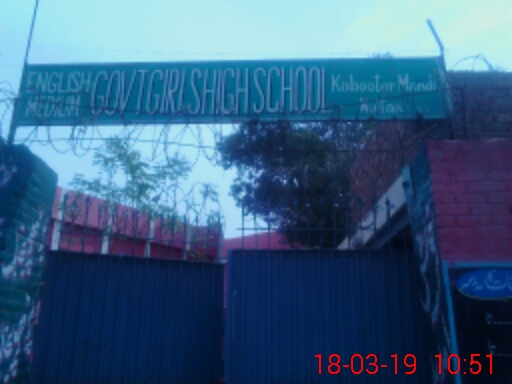 ENGLISH MEDIUM
GOVT GIRLS HIGH SCHOOL
Kabooter Mandi
Multan
18-03-19 10:51